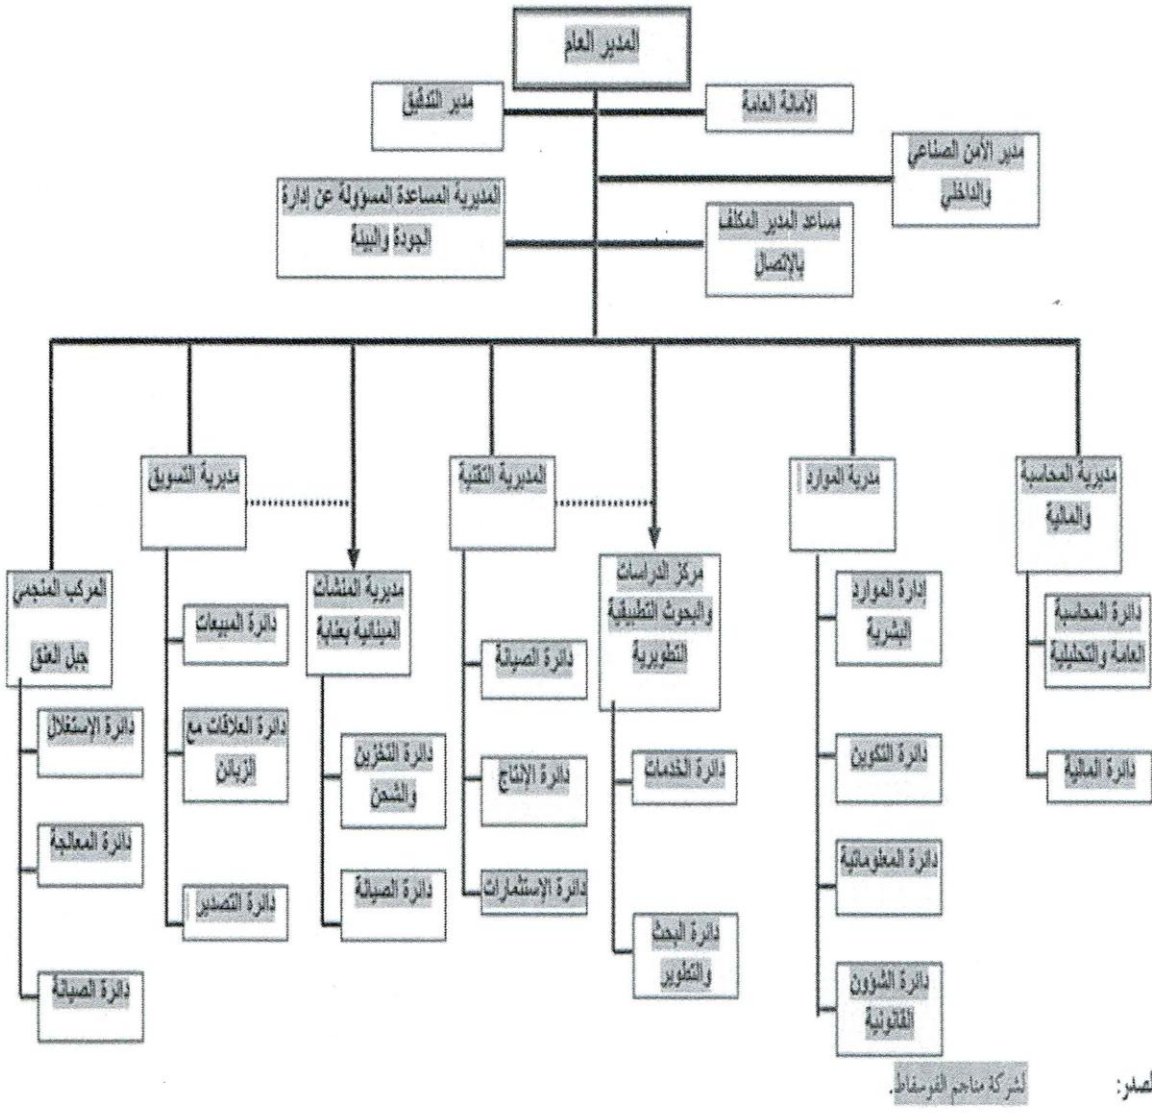 المدير العام
الأمانة العامة
مدير التدقيق
مدير الأمن الصناعي
والداخلي
المديرية المساعدة المسؤولة عن إدارة
الجودة والبيئة
مساعد المدير المكلف
بالإتصال
مديرية المحاسبة
والمالية
مدرية الموارد
المديرية التقنية
مديرية التسويق
مركز الدراسات
والبحوث التطبيقية
التطويرية
مديرية المنشآت
المينائية بعنابة
المركب المنجمي
جبل العنق
دائرة المحاسبة
العامة والتحليلية
دائرة المالية
إدارة الموارد
البشرية
دائرة التكوين
دائرة المعلوماتية
دائرة الشؤون
القانونية
دائرة الخدمات
دائرة البحث
والتطوير
دائرة الصيانة
دائرة الإنتاج
دائرة الإستثمارات
دائرة التخزين
والشحن
دائرة الصيانة
دائرة المبيعات
دائرة العلاقات مع
الزبائن
دائرة التصدير
دائرة الإستغلال
دائرة المعالجة
دائرة الصيانة
لشركة مناجم الفوسفاط.